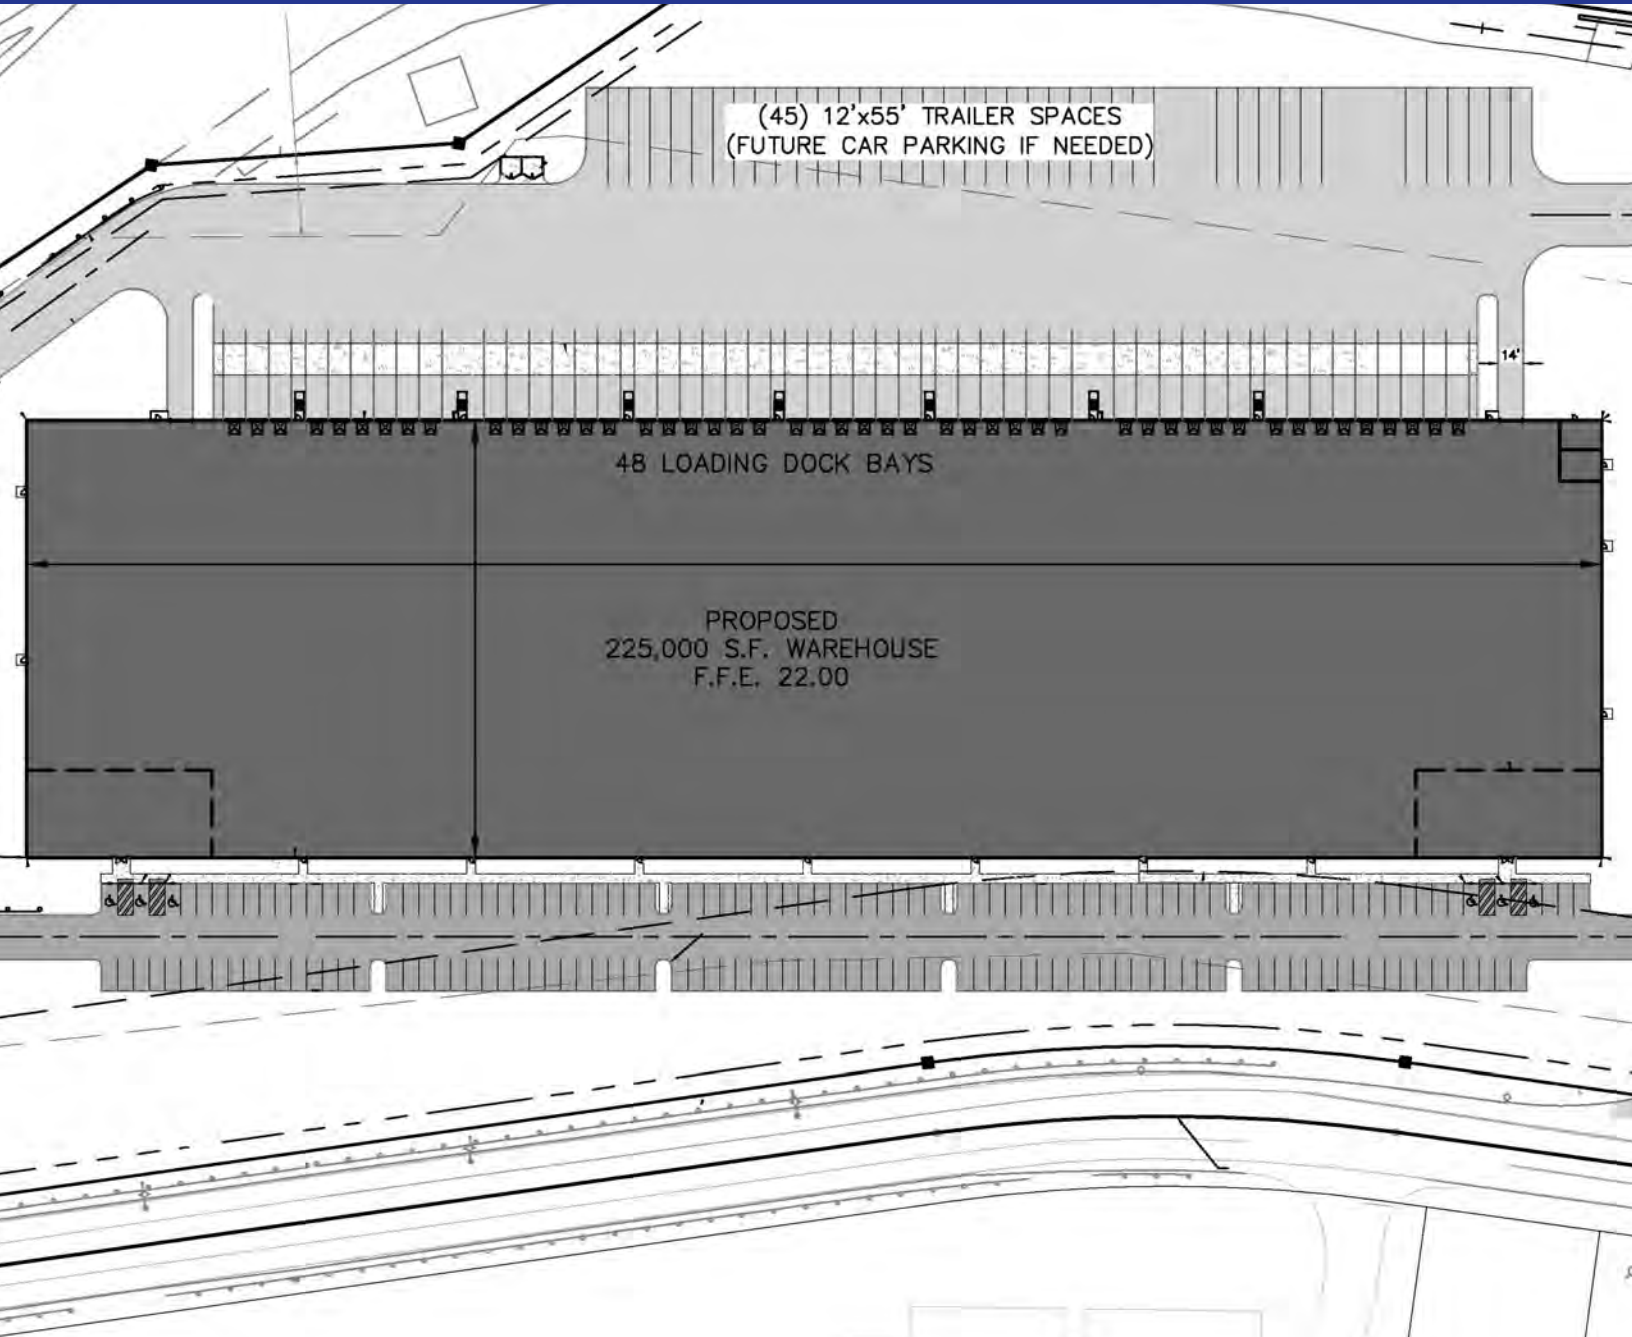 (45) 12'x55' TRAILER SPACES
(FUTURE CAR PARKING IF NEEDED)
14'
48 LOADING DOCK BAYS
PROPOSED
225,000 S.F. WAREHOUSE
F.F.E. 22.00